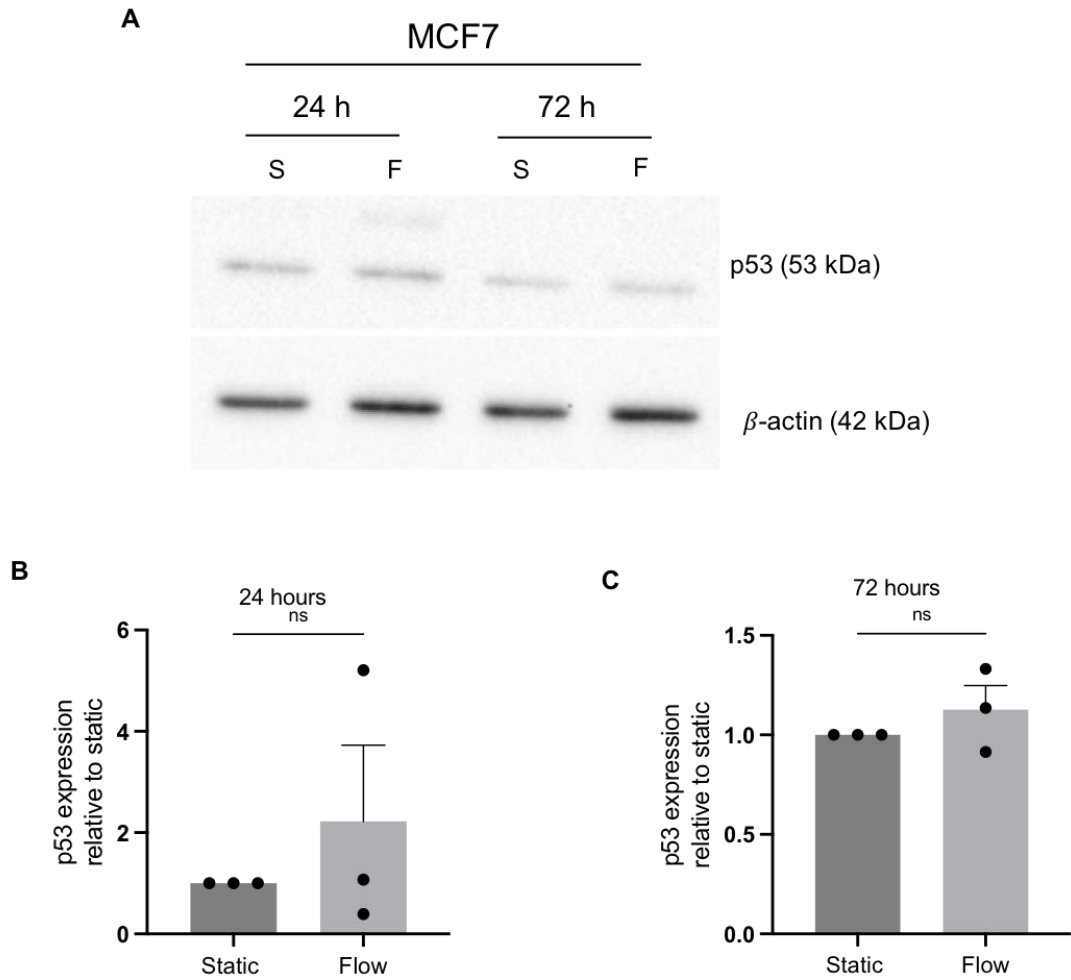 A
MCF7
24 h
72 h
S
F
S
F
p53 (53 kDa)
β-actin (42 kDa)
B
24 hours
ns
6
4
2
0
p53 expression
relative to static
Static
Flow
C
72 hours
ns
1.5
1.0
0.5
0.0
p53 expression
relative to static
Static
Flow